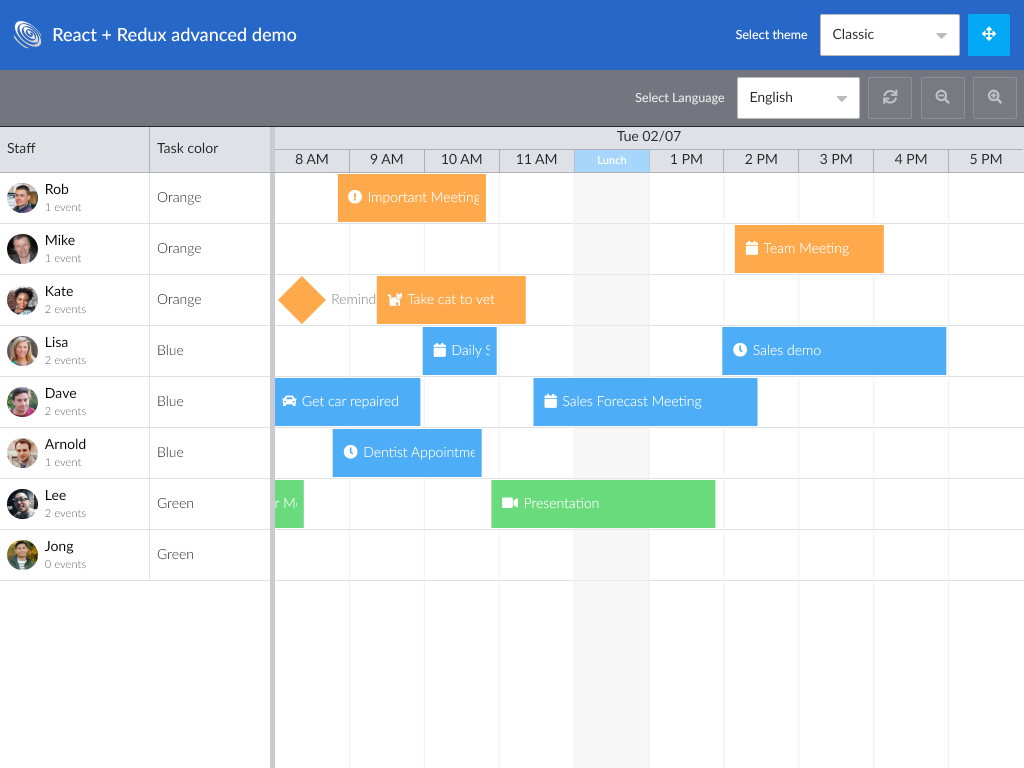 React + Redux advanced demo
Select theme
Classic
Select Language
English
Staff
Task color
Tue 02/07
8 AM
9 AM
10 AM
11 AM
Lunch
1 PM
2 PM
3 PM
4 PM
5 PM
Rob
1 event
Orange
Important Meeting
Mike
1 event
Orange
Team Meeting
Kate
2 events
Orange
Remind
Take cat to vet
Lisa
2 events
Blue
Daily S
Sales demo
Dave
2 events
Blue
Get car repaired
Sales Forecast Meeting
Arnold
1 event
Blue
Dentist Appointme
Lee
2 events
Green
r M
Presentation
Jong
0 events
Green